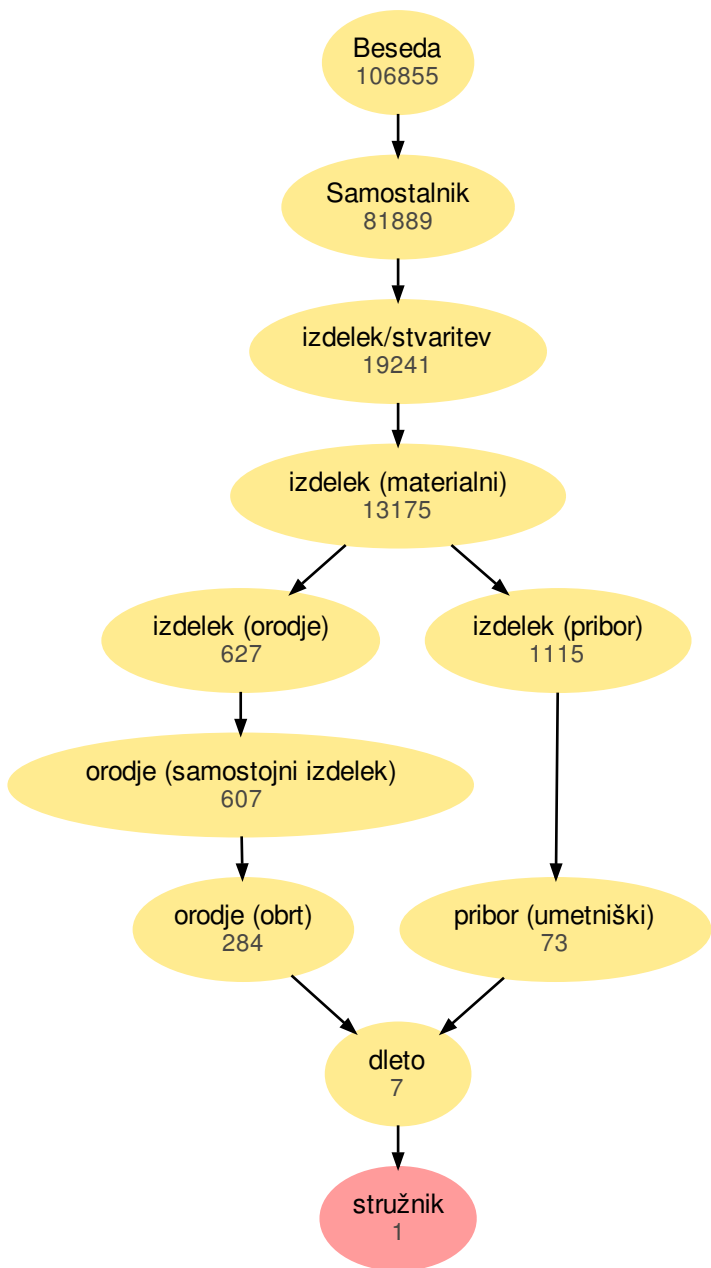 Beseda
106855
Samostalnik
81889
izdelek/stvaritev
19241
izdelek (materialni)
13175
izdelek (orodje)
627
izdelek (pribor)
1115
orodje (samostojni izdelek)
607
orodje (obrt)
284
pribor (umetniški)
73
dleto
7
stružnik
1